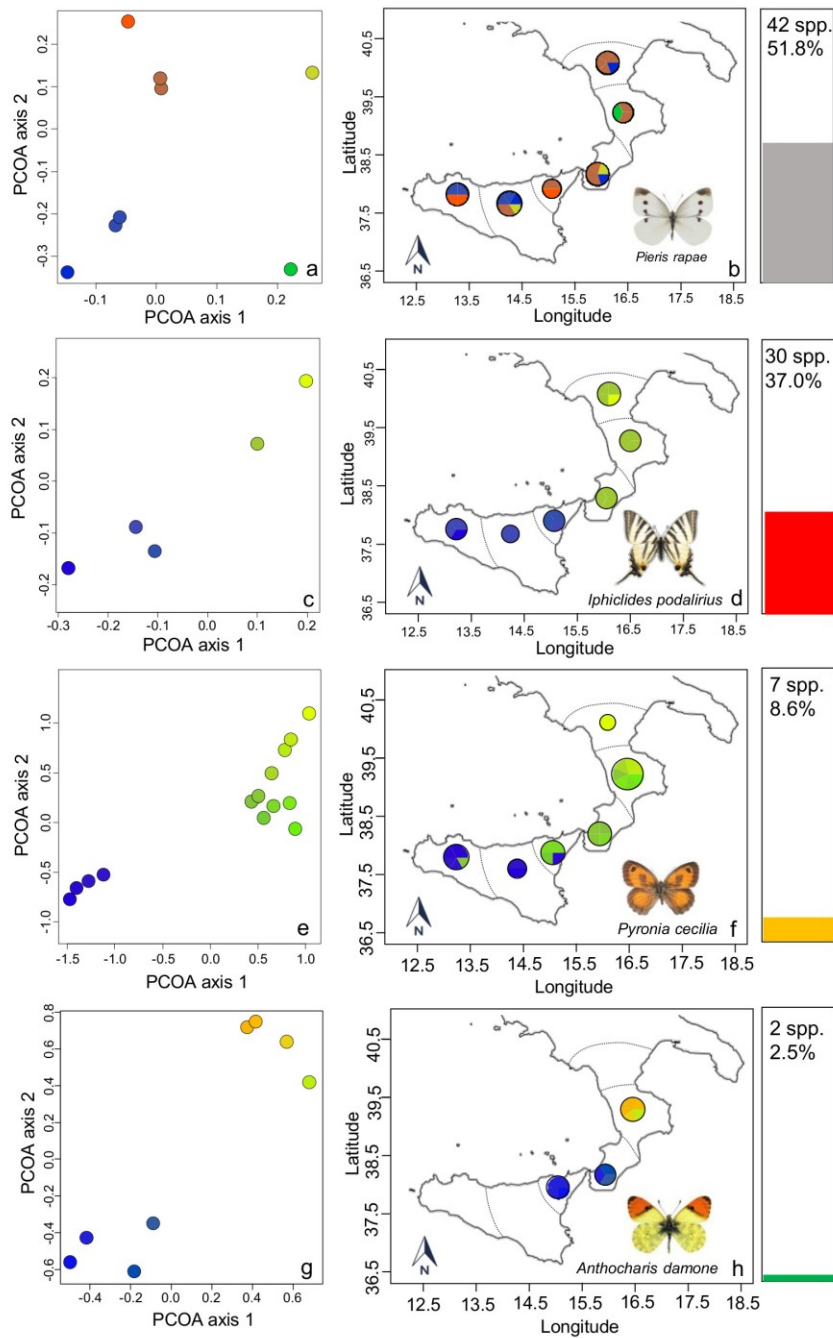 0.2
0.1
0.0
-0.2
-0.3
PCOA axis 2
-0.1
0.0
0.1
0.2
PCOA axis 1
a
40.5
39.5
38.5
37.5
36.5
Latitude
Latitude
N
Pieris rapae
b
12.5 13.5 14.5 15.5 16.5 17.5 18.5
Longitude
42 spp.
51.8%
0.2
0.1
0.0
-0.1
-0.2
PCOA axis 2
-0.3 -0.2 -0.1 0.0 0.1 0.2
PCOA axis 1
c
40.5
39.5
38.5
37.5
36.5
Latitude
N
Iphiclides podalirius
d
12.5 13.5 14.5 15.5 16.5 17.5 18.5
Longitude
30 spp.
37.0%
1.0
0.5
0.0
-0.5
-1.0
PCOA axis 2
-1.5 -1.0 -0.5 0.0 0.5 1.0
PCOA axis 1
e
40.5
39.5
38.5
37.5
36.5
Latitude
N
Pyronia cecilia
f
12.5 13.5 14.5 15.5 16.5 17.5 18.5
Longitude
7 spp.
8.6%
0.8
0.6
0.4
0.2
0.0
-0.2
-0.4
-0.6
PCOA axis 2
-0.4 -0.2 0.0 0.2 0.4 0.6
PCOA axis 1
g
40.5
39.5
38.5
37.5
36.5
Latitude
N
Anthocharis damone
h
12.5 13.5 14.5 15.5 16.5 17.5 18.5
Longitude
2 spp.
2.5%